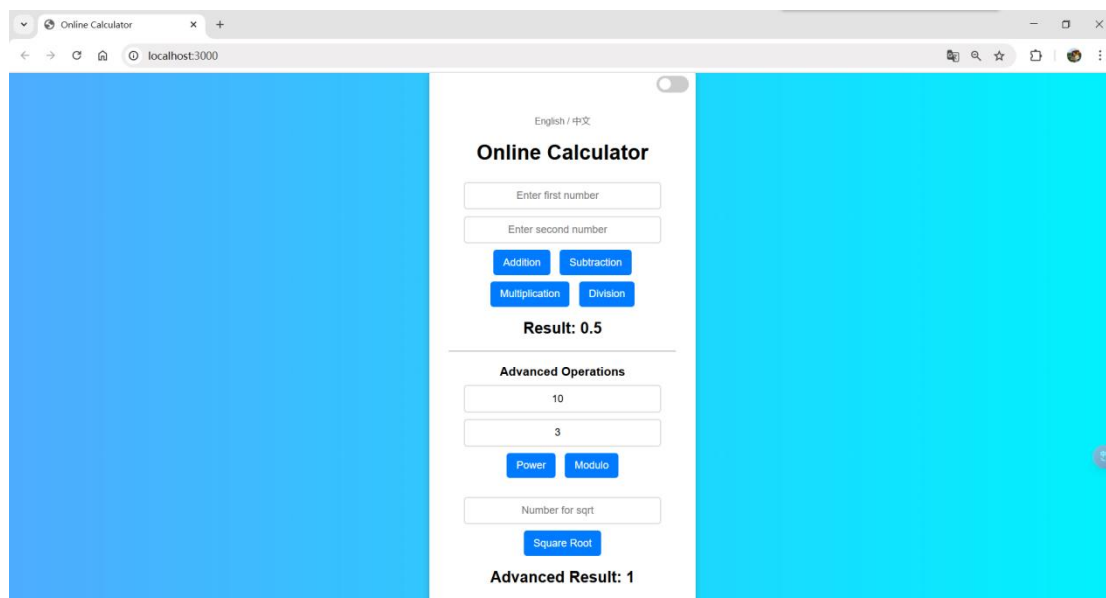 Online Calculator
localhost:3000
English / 中文
Online Calculator
Enter first number
Enter second number
Addition Subtraction
Multiplication Division
Result: 0.5
Advanced Operations
10
3
Power Modulo
Number for sqrt
Square Root
Advanced Result: 1